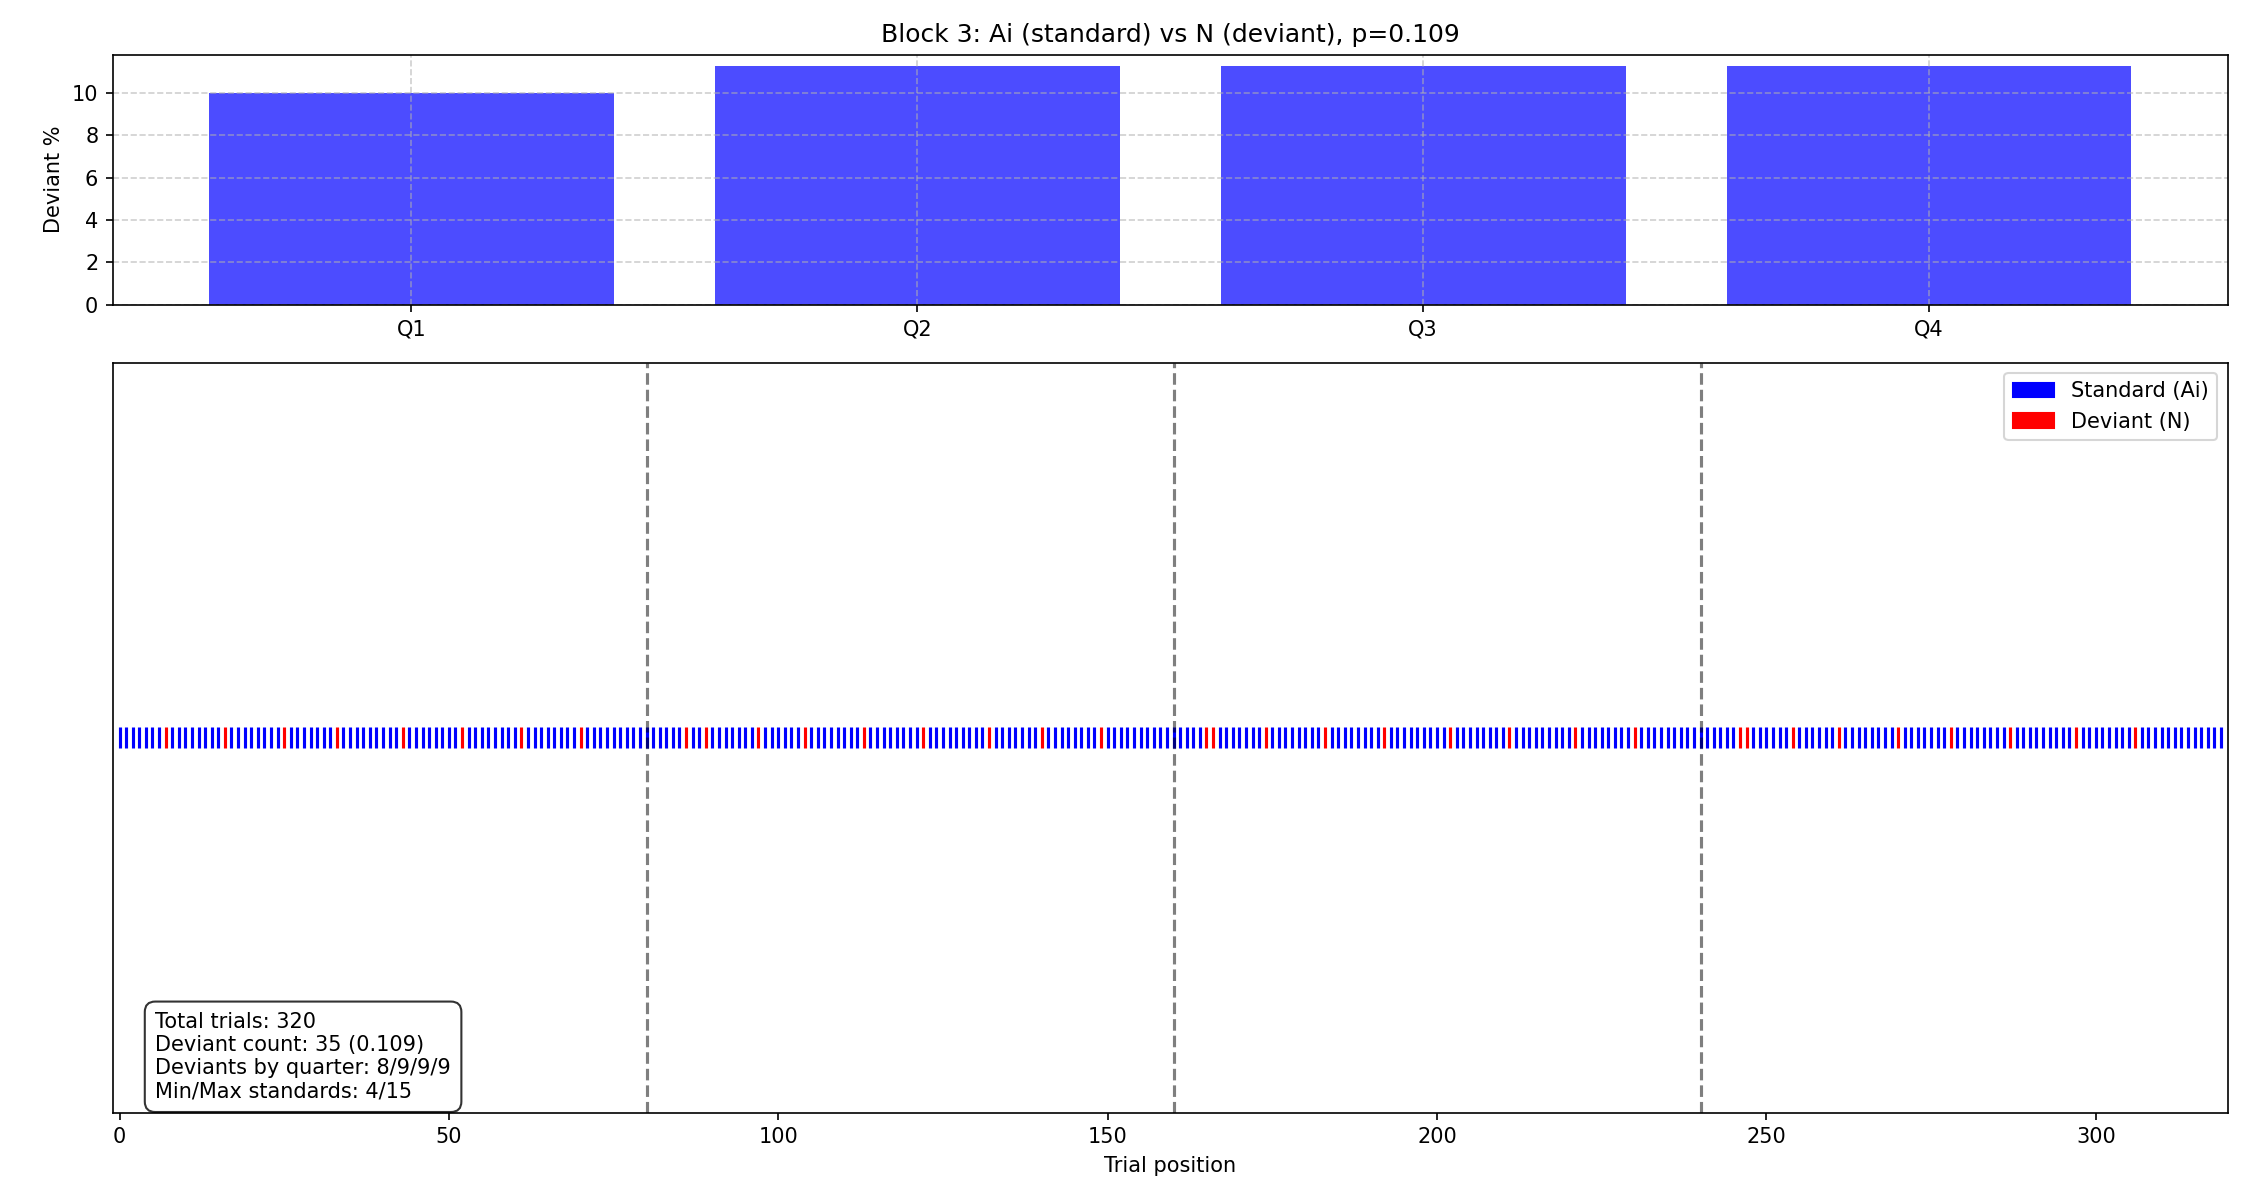 Block 3: Ai (standard) vs N (deviant), p=0.109
Deviant %
10
8
6
4
2
0
Q1 Q2 Q3 Q4
Standard (Ai)
Deviant (N)
Total trials: 320
Deviant count: 35 (0.109)
Deviants by quarter: 8/9/9/9
Min/Max standards: 4/15
0 50 100 150 200 250 300
Trial position